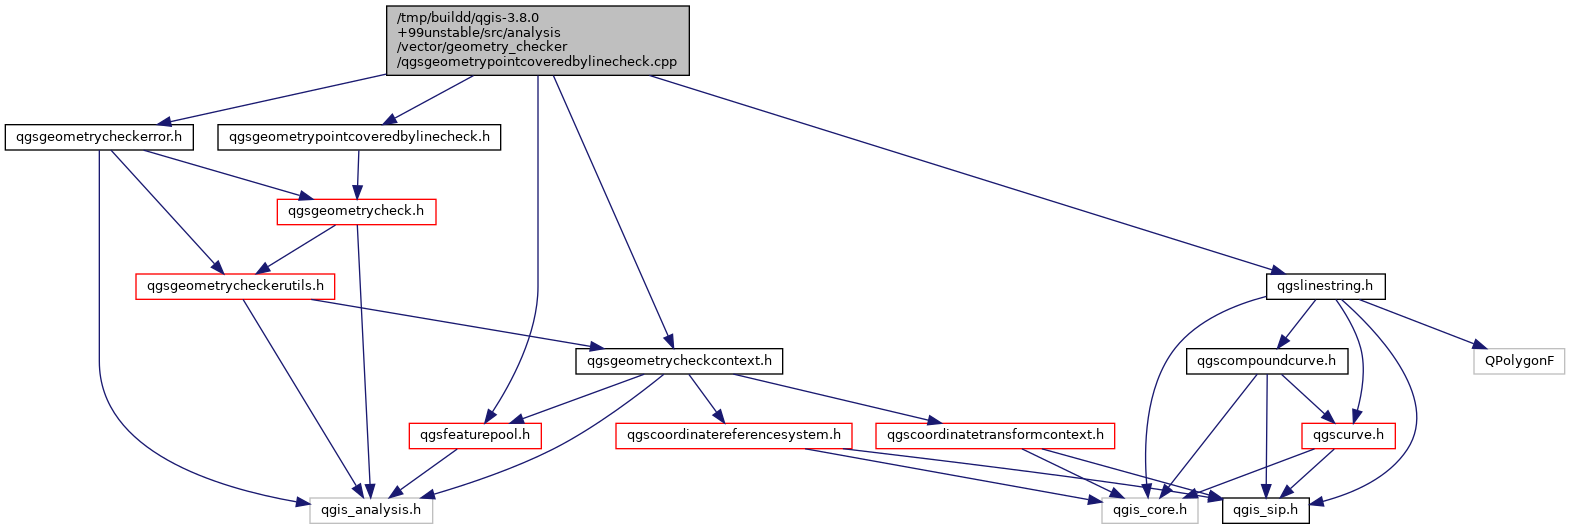 /tmp/buildd/qgis-3.8.0
+99unstable/src/analysis
/vector/geometry_checker
/qgsgeometrypointcoveredbylinecheck.cpp
qgsgeometrycheckerror.h
qgsgeometrypointcoveredbylinecheck.h
qgsgeometrycheck.h
qgsgeometrycheckerutils.h
qgslinestring.h
qgsgeometrycheckcontext.h
qgscompoundcurve.h
QPolygonF
qgsfeaturepool.h
qgscoordinatereferencesystem.h
qgscoordinatetransformcontext.h
qgscurve.h
qgis_analysis.h
qgis_core.h
qgis_sip.h